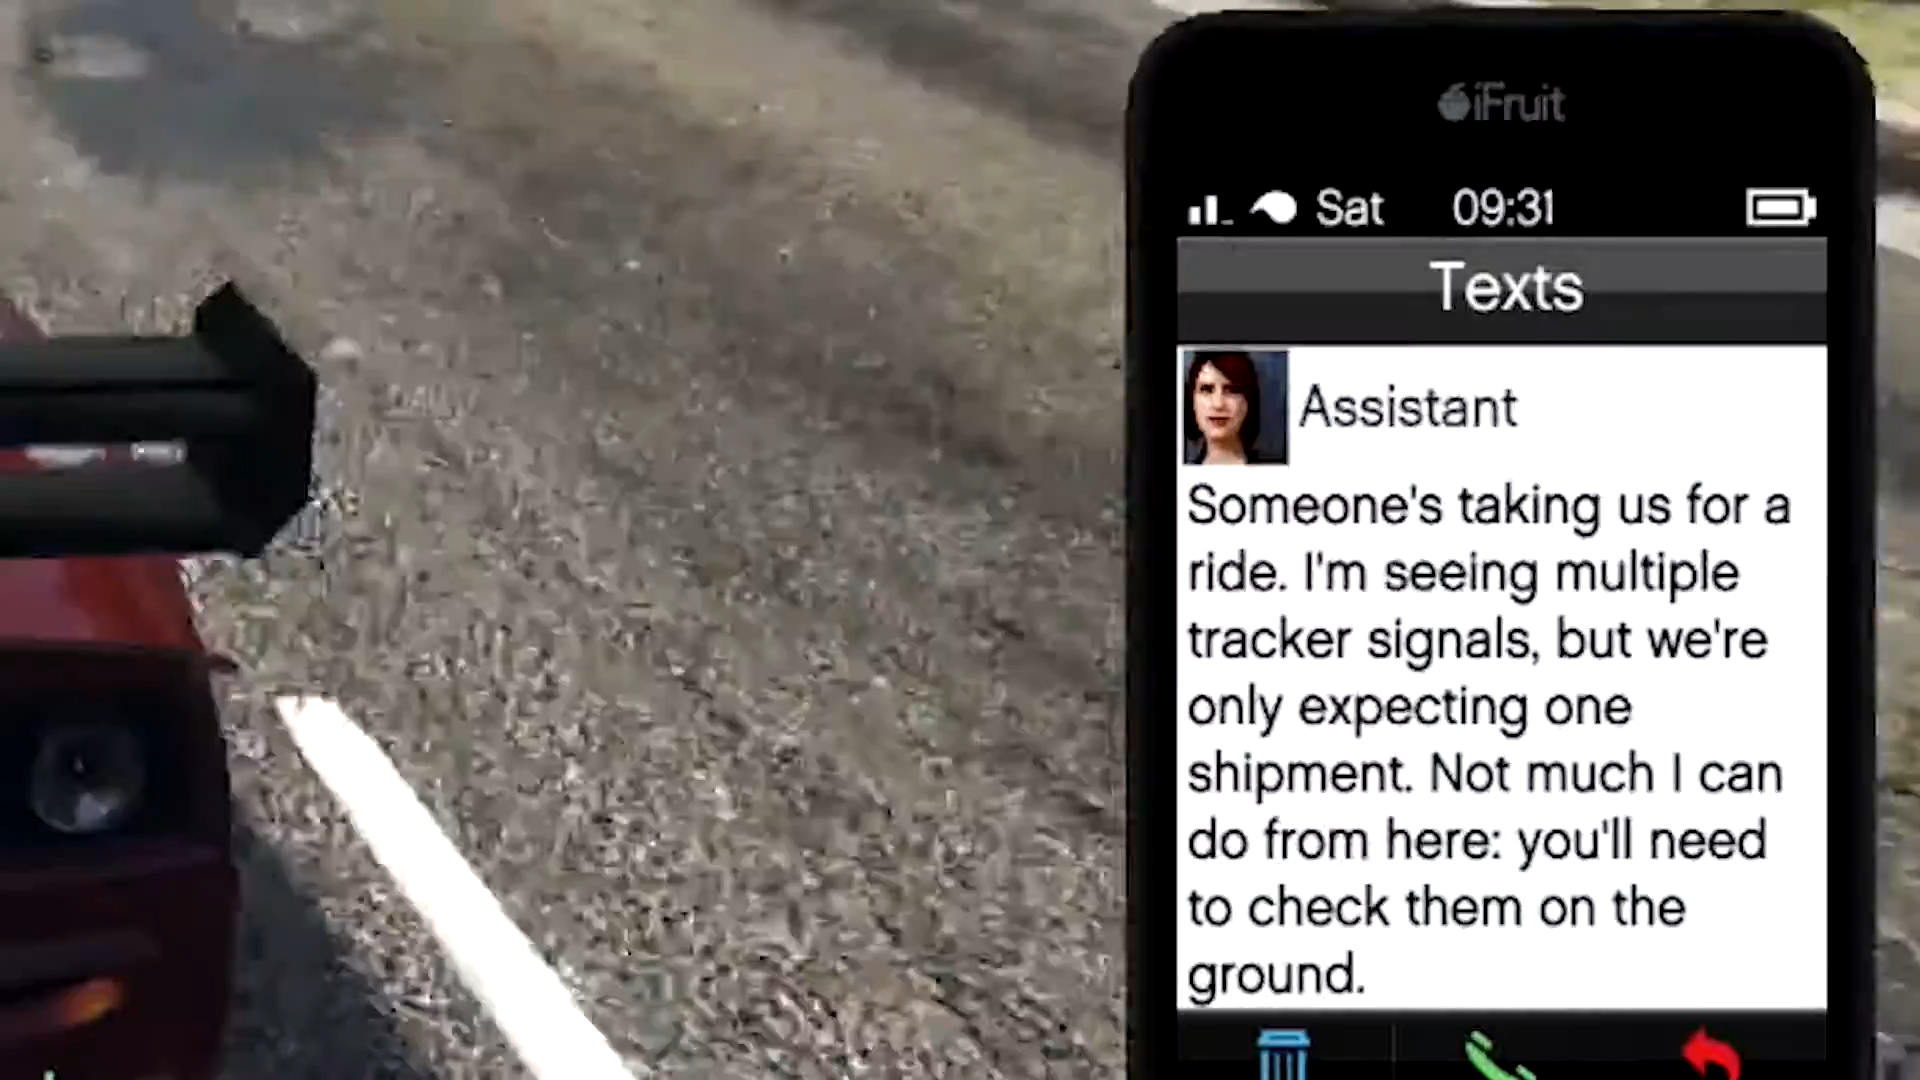 iFruit
Sat 09:31
Texts
Assistant
Someone's taking us for a
ride. I'm seeing multiple
tracker signals, but we're
only expecting one
shipment. Not much I can
do from here: you'll need
to check them on the
ground.